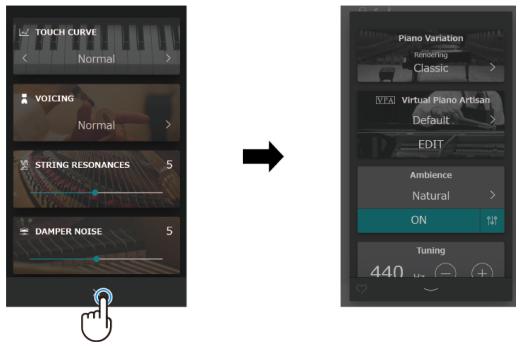 TOUCH CURVE
Normal
VOICING
Normal
STRING RESONANCES 5
DAMPER NOISE 5
Piano Variation
Rendering
Classic
VPA Virtual Piano Artisan
Default
EDIT
Ambience
Natural
ON
Tuning
440 Hz